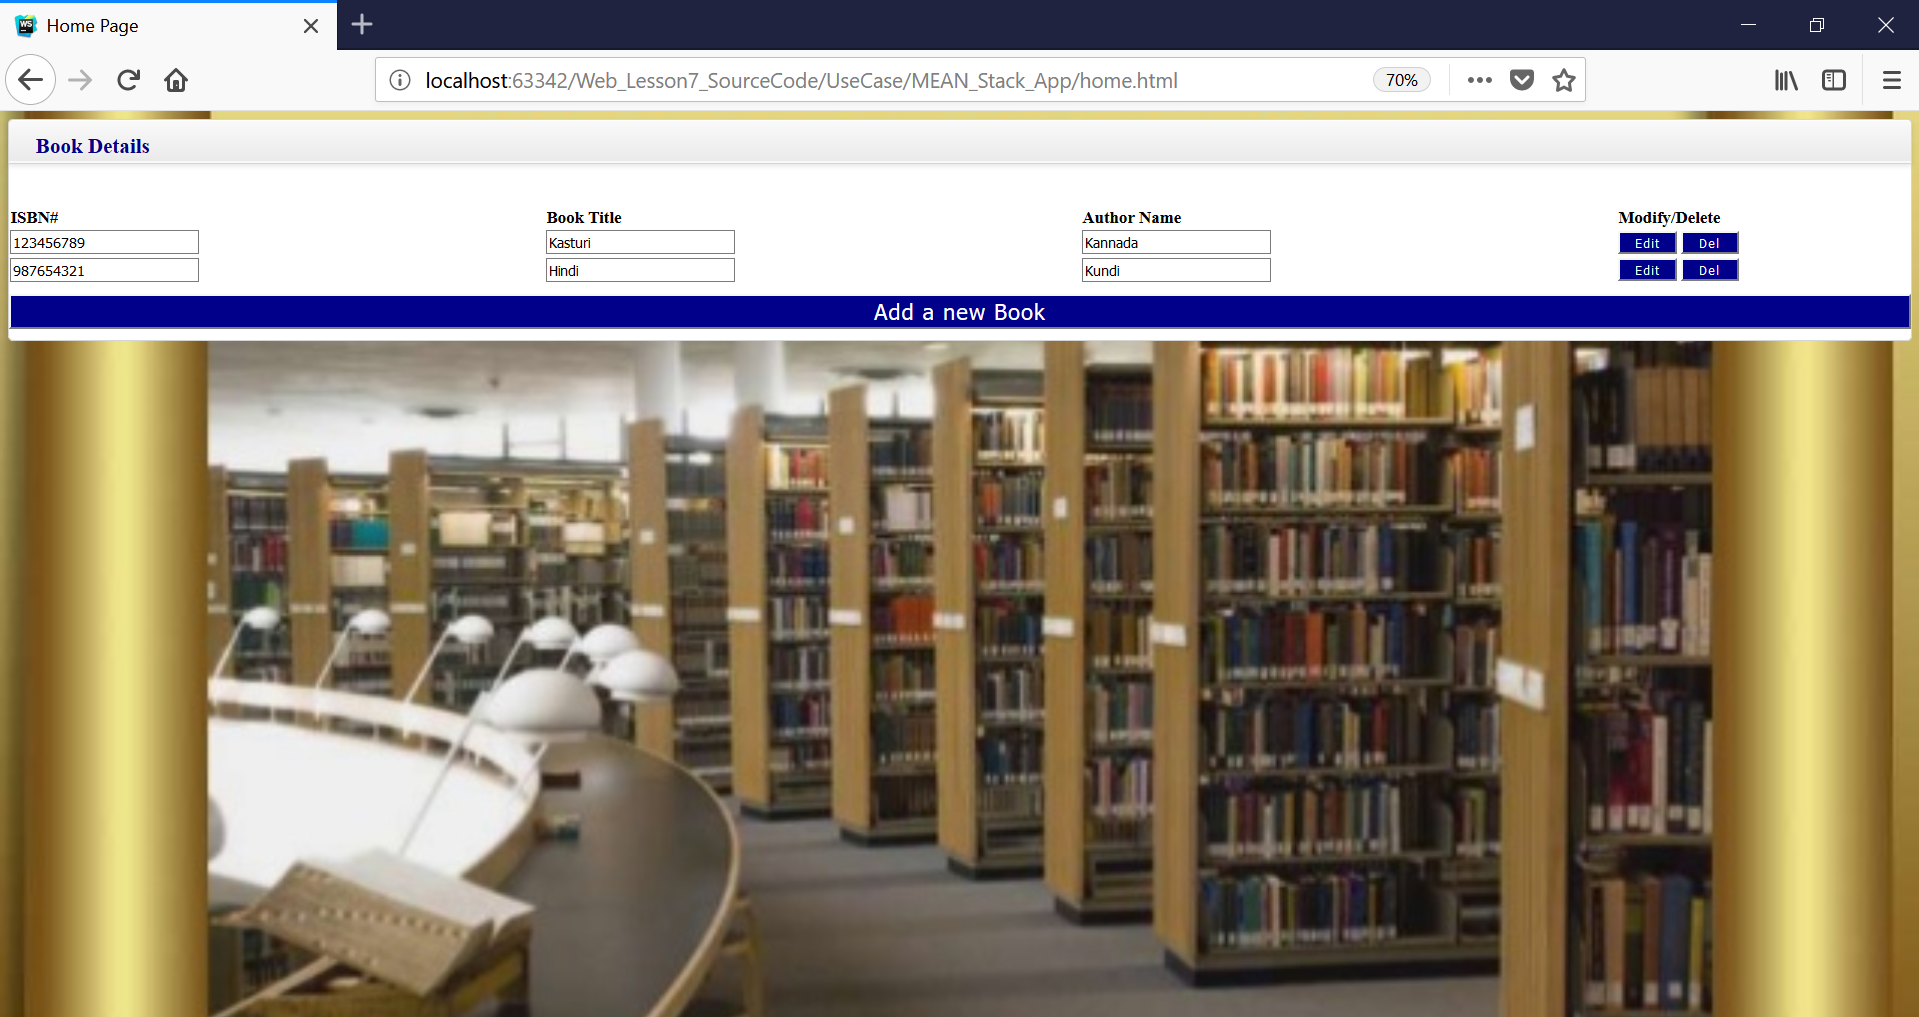 Home Page
localhost:63342/Web_Lesson7_SourceCode/UseCase/MEAN_Stack_App/home.html 70%
Book Details
ISBN# Book Title Author Name Modify/Delete
123456789 Kasturi Kannada Edit Del
987654321 Hindi Kundi Edit Del
Add a new Book